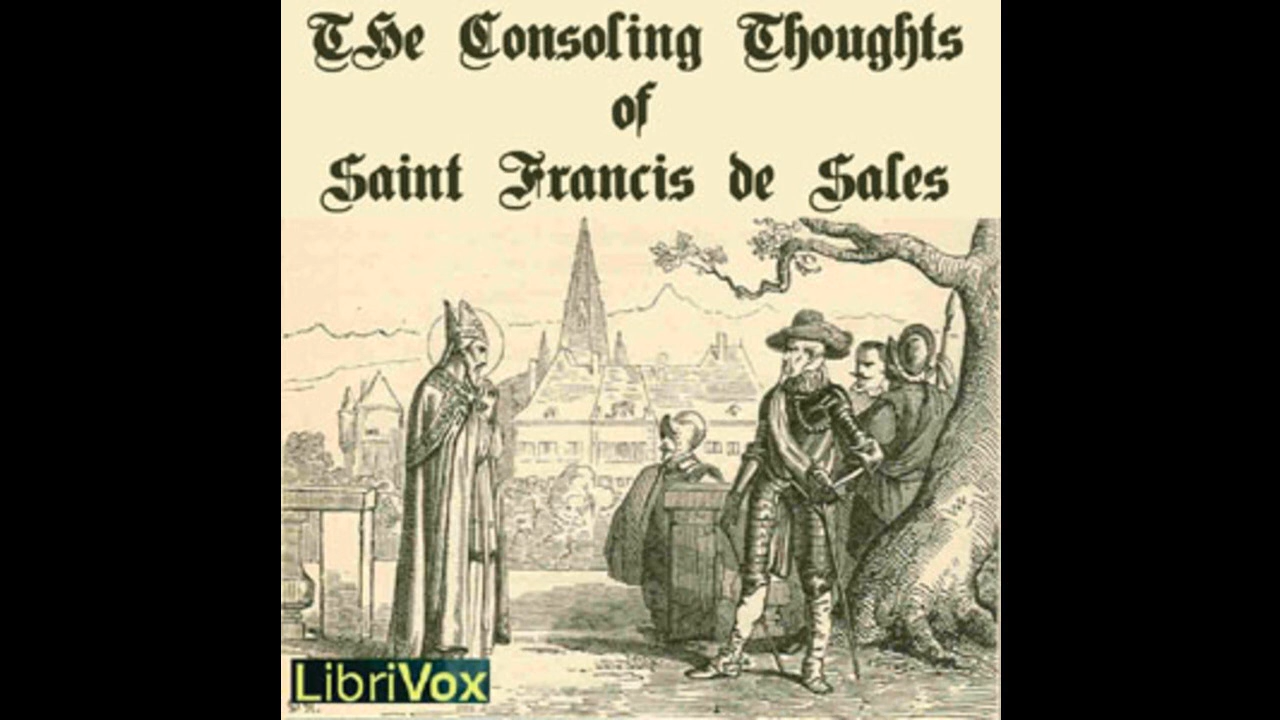 THe Consoling Thoughts
of
Saint Francis de Sales
LibriVox